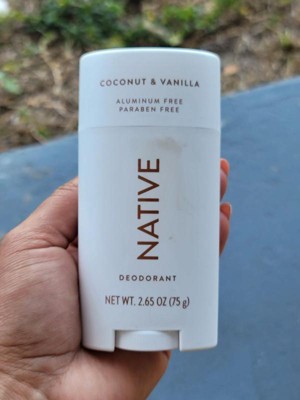 COCONUT & VANILLA
ALUMINUM FREE
PARABEN FREE
NATIVE
DEODORANT
NET WT. 2.65 OZ (75 g)